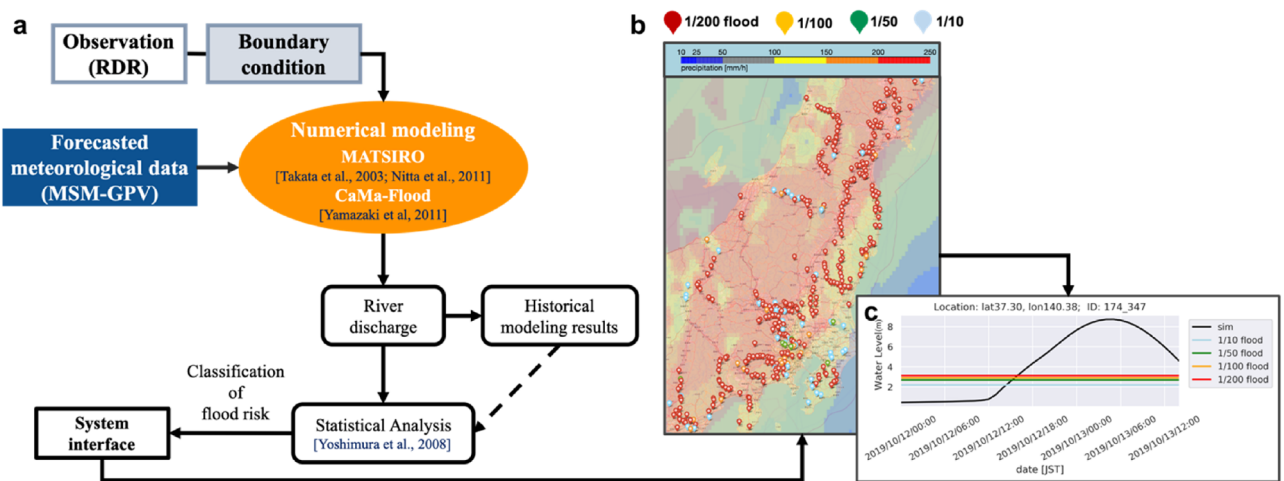 a
Observation
(RDR)
Boundary
condition
Forecasted
meteorological data
(MSM-GPV)
Numerical modeling
MATSIRO
[Takata et al., 2003; Nitta et al., 2011]
CaMa-Flood
[Yamazaki et al, 2011]
River
discharge
Historical
modeling results
Classification
of
flood risk
Statistical Analysis
[Yoshimura et al., 2008]
System
interface
b
1/200 flood
1/100
1/50
1/10
10 25 50 100 150 200 250
precipitation [mm/h]
c
Location: lat37.30, lon140.38; ID: 174_347
Water Level(m)
8
6
4
2
sim
1/10 flood
1/50 flood
1/100 flood
1/200 flood
2019/10/12/00:00
2019/10/12/06:00
2019/10/12/12:00
2019/10/12/18:00
2019/10/13/00:00
2019/10/13/06:00
2019/10/13/12:00
date [JST]